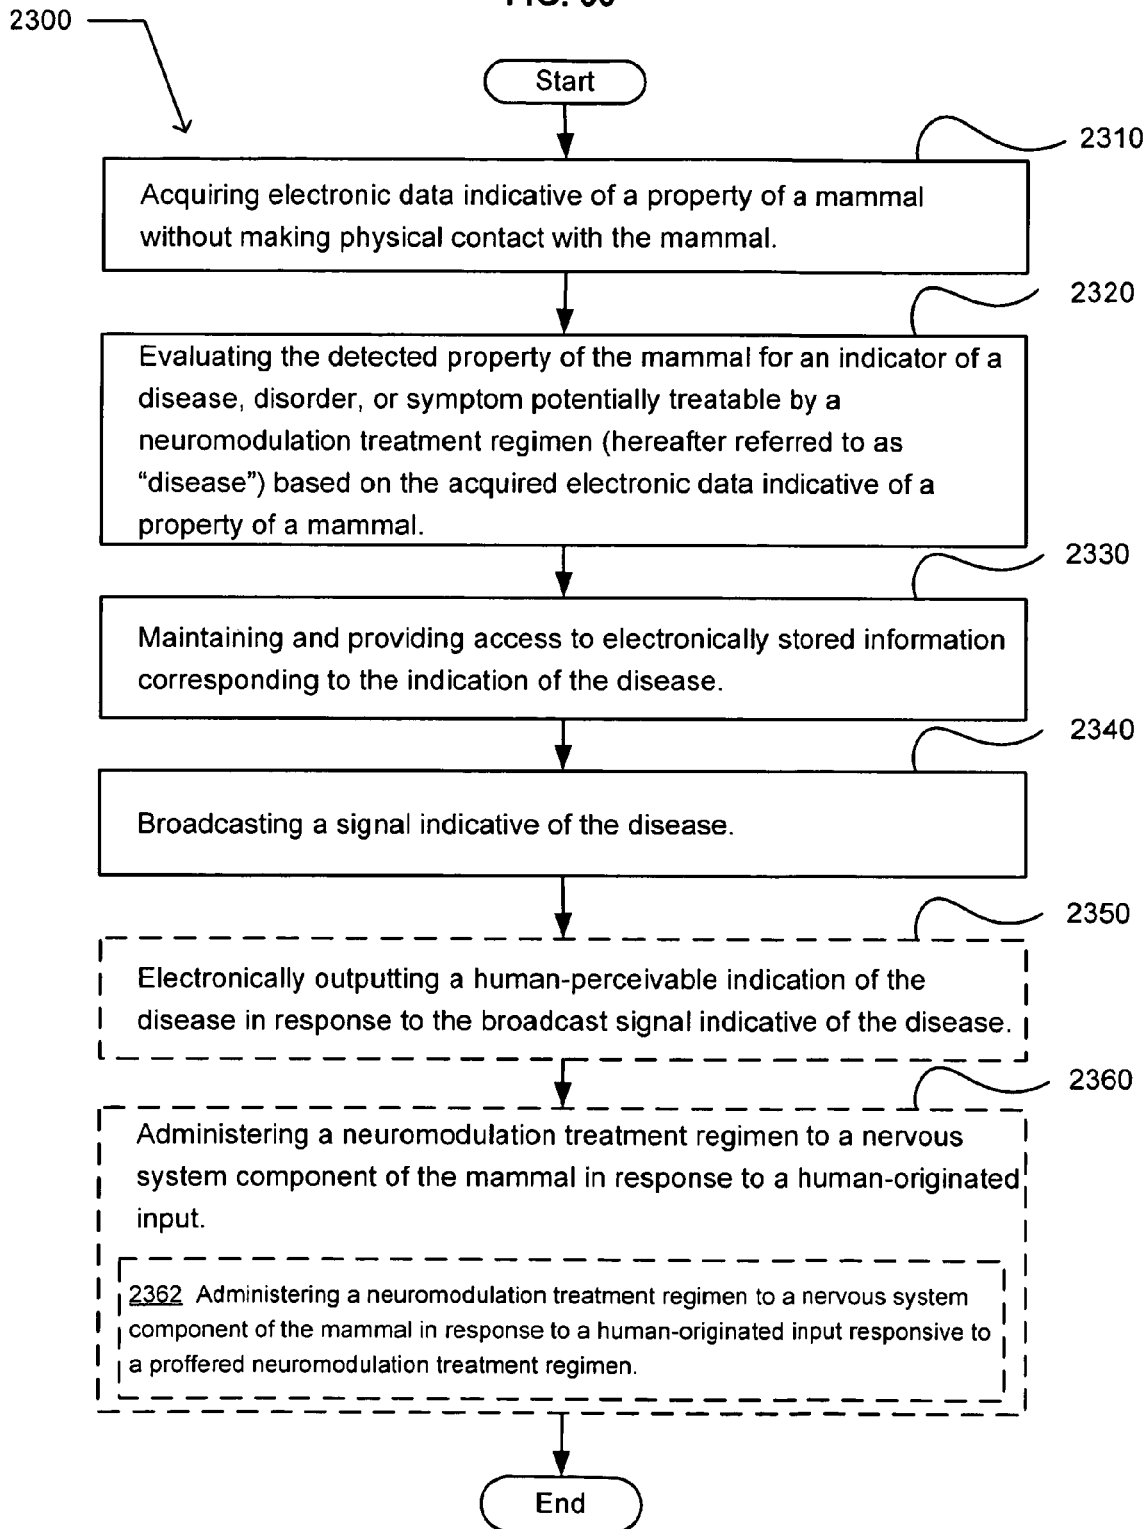 2300
Start
2310
Acquiring electronic data indicative of a property of a mammal
without making physical contact with the mammal.
2320
Evaluating the detected property of the mammal for an indicator of a
disease, disorder, or symptom potentially treatable by a
neuromodulation treatment regimen (hereafter referred to as
“disease”) based on the acquired electronic data indicative of a
property of a mammal.
2330
Maintaining and providing access to electronically stored information
corresponding to the indication of the disease.
2340
Broadcasting a signal indicative of the disease.
2350
Electronically outputting a human-perceivable indication of the
disease in response to the broadcast signal indicative of the disease.
2360
Administering a neuromodulation treatment regimen to a nervous
system component of the mammal in response to a human-originated
input.
2362 Administering a neuromodulation treatment regimen to a nervous system
component of the mammal in response to a human-originated input responsive to
a proffered neuromodulation treatment regimen.
End